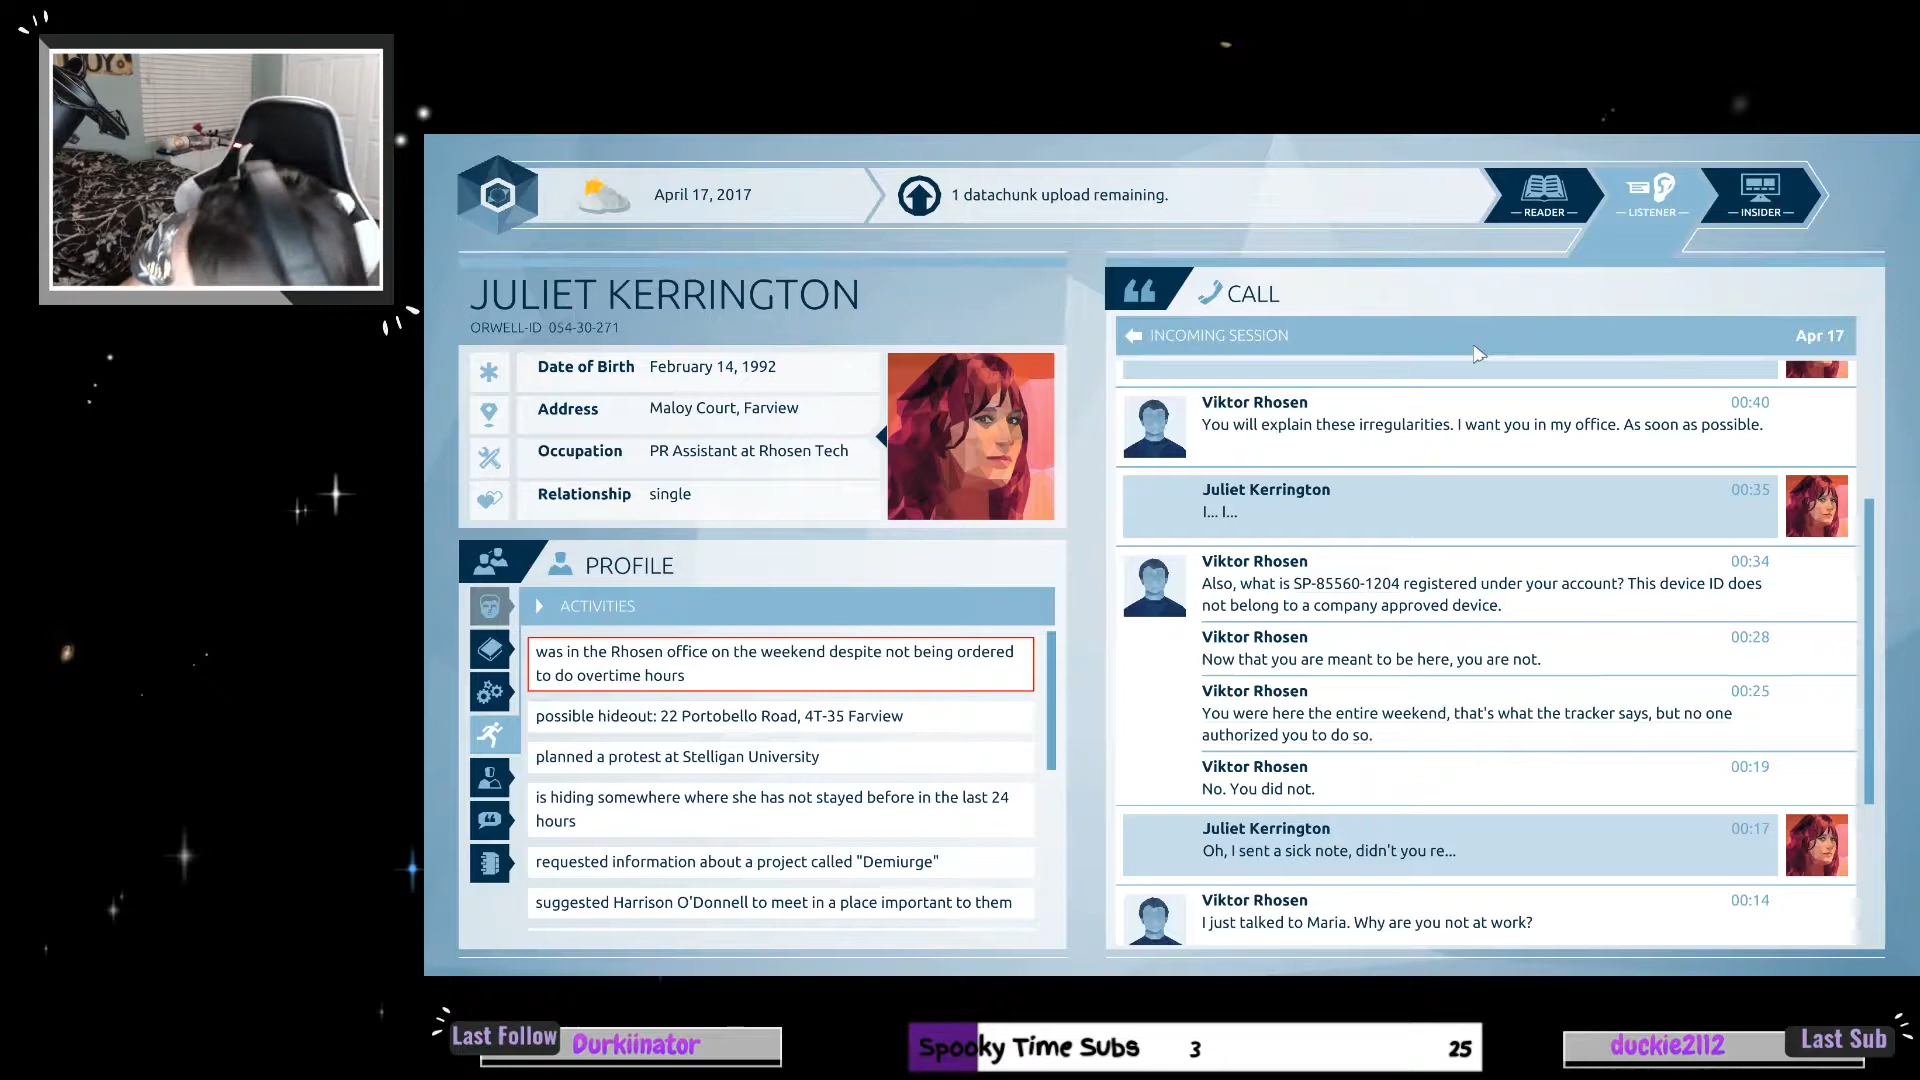 April 17, 2017
1 datachunk upload remaining.
READER
LISTENER
INSIDER
JULIET KERRINGTON
ORWELL-ID 054-30-271
Date of Birth February 14, 1992
Address Maloy Court, Farview
Occupation PR Assistant at Rhosen Tech
Relationship single
PROFILE
ACTIVITIES
was in the Rhosen office on the weekend despite not being ordered
to do overtime hours
possible hideout: 22 Portobello Road, 4T-35 Farview
planned a protest at Stelligan University
is hiding somewhere where she has not stayed before in the last 24
hours
requested information about a project called "Demiurge"
suggested Harrison O'Donnell to meet in a place important to them
CALL
INCOMING SESSION Apr 17
Viktor Rhosen 00:40
You will explain these irregularities. I want you in my office. As soon as possible.
Juliet Kerrington 00:35
I... I...
Viktor Rhosen 00:34
Also, what is SP-85560-1204 registered under your account? This device ID does
not belong to a company approved device.
Viktor Rhosen 00:28
Now that you are meant to be here, you are not.
Viktor Rhosen 00:25
You were here the entire weekend, that's what the tracker says, but no one
authorized you to do so.
Viktor Rhosen 00:19
No. You did not.
Juliet Kerrington 00:17
Oh, I sent a sick note, didn't you re...
Viktor Rhosen 00:14
I just talked to Maria. Why are you not at work?
Last Follow Durkiinator
Spooky Time Subs 3 25
duckie2112 Last Sub